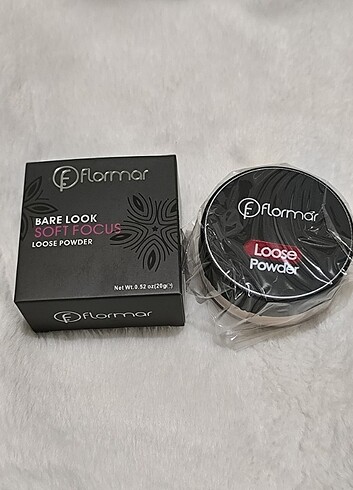 flormar
BARE LOOK
SOFT FOCUS
LOOSE POWDER
Net Wt.0.52 oz(20g℮)
flormar
flormar
Loose
Powder